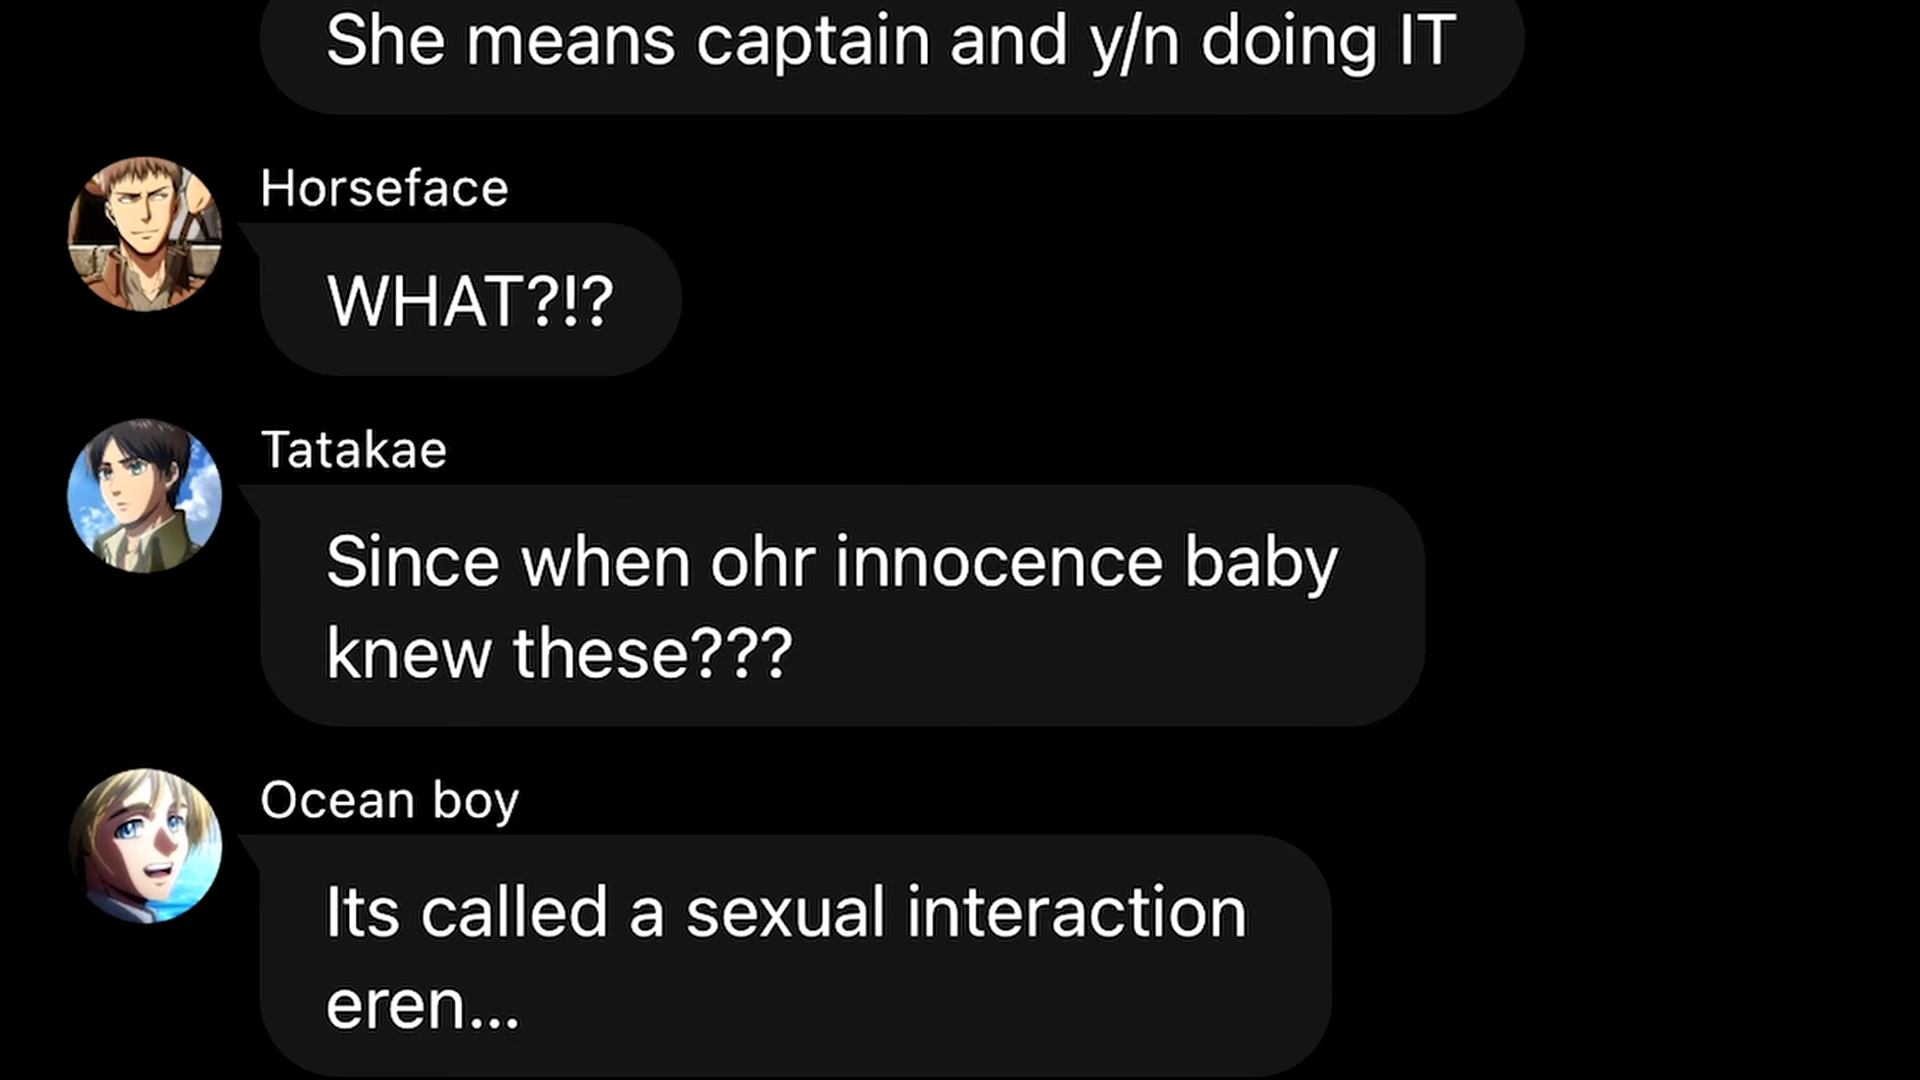 She means captain and y/n doing IT
Horseface
WHAT?!?
Tatakae
Since when ohr innocence baby
knew these???
Ocean boy
Its called a sexual interaction
eren...